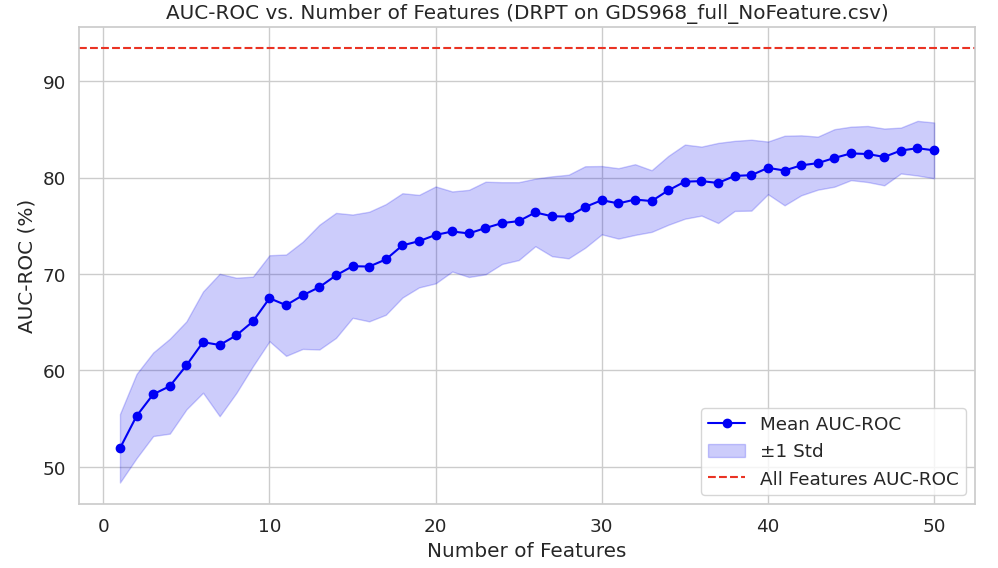 AUC-ROC vs. Number of Features (DRPT on GDS968_full_NoFeature.csv)
AUC-ROC (%)
90
80
70
60
50
0 10 20 30 40 50
Number of Features
Mean AUC-ROC
±1 Std
All Features AUC-ROC